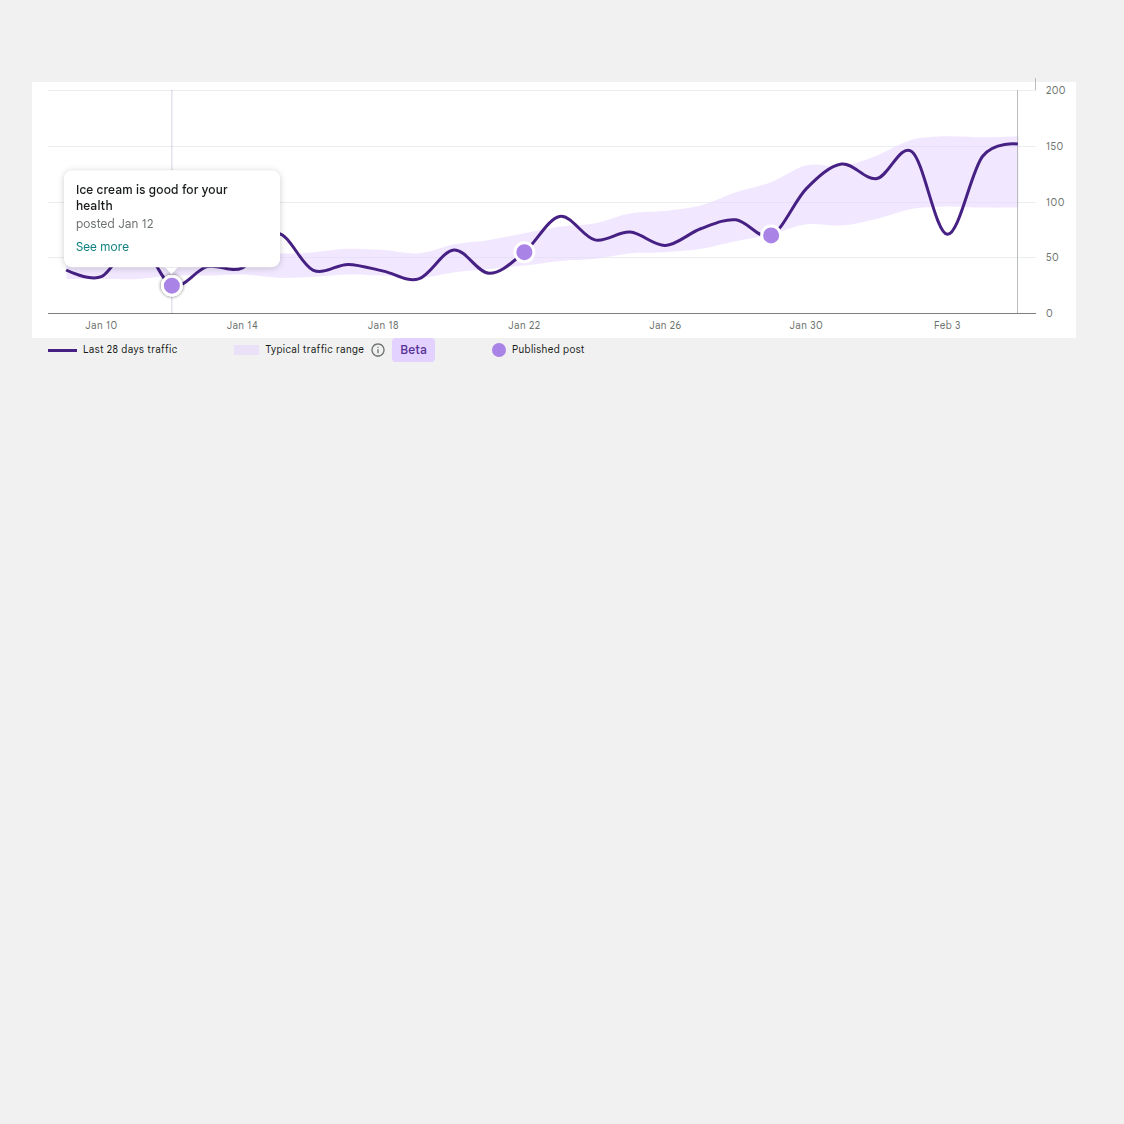 200
150
100
50
0
Ice cream is good for your
health
posted Jan 12
See more
Jan 10
Jan 14
Jan 18
Jan 22
Jan 26
Jan 30
Feb 3
Last 28 days traffic
Typical traffic range
Beta
Published post